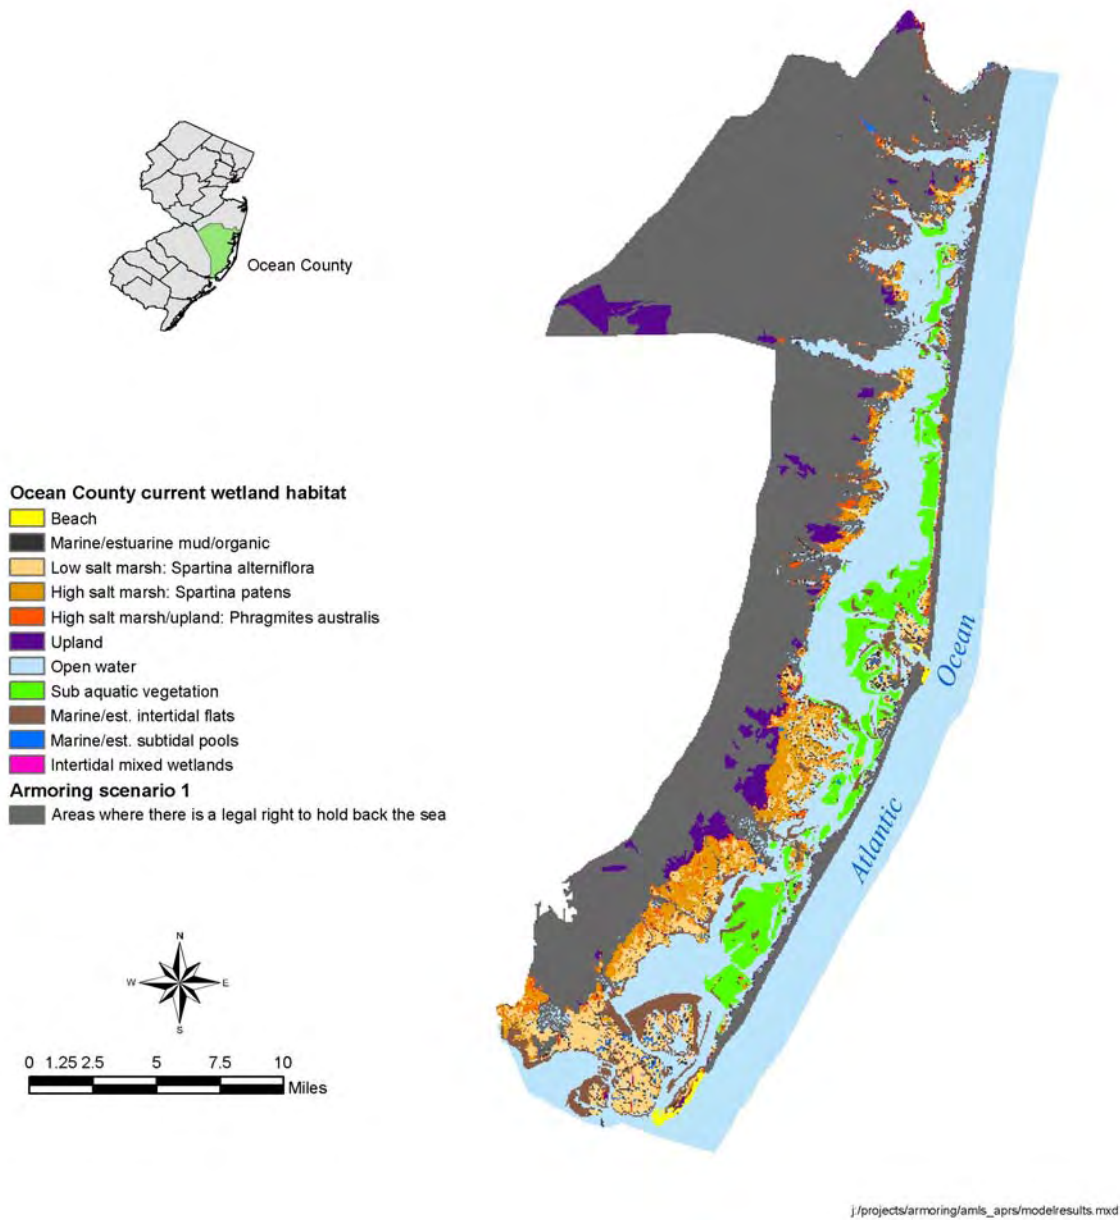 Ocean County
Ocean County current wetland habitat
Beach
Marine/estuarine mud/organic
Low salt marsh: Spartina alterniflora
High salt marsh: Spartina patens
High salt marsh/upland: Phragmites australis
Upland
Open water
Sub aquatic vegetation
Marine/est. intertidal flats
Marine/est. subtidal pools
Intertidal mixed wetlands
Armoring scenario 1
Areas where there is a legal right to hold back the sea
Atlantic
Ocean
N
W E
S
0 1.25 2.5 5 7.5 10
Miles
j:/projects/armoring/amls_aprs/modelresults.mxd